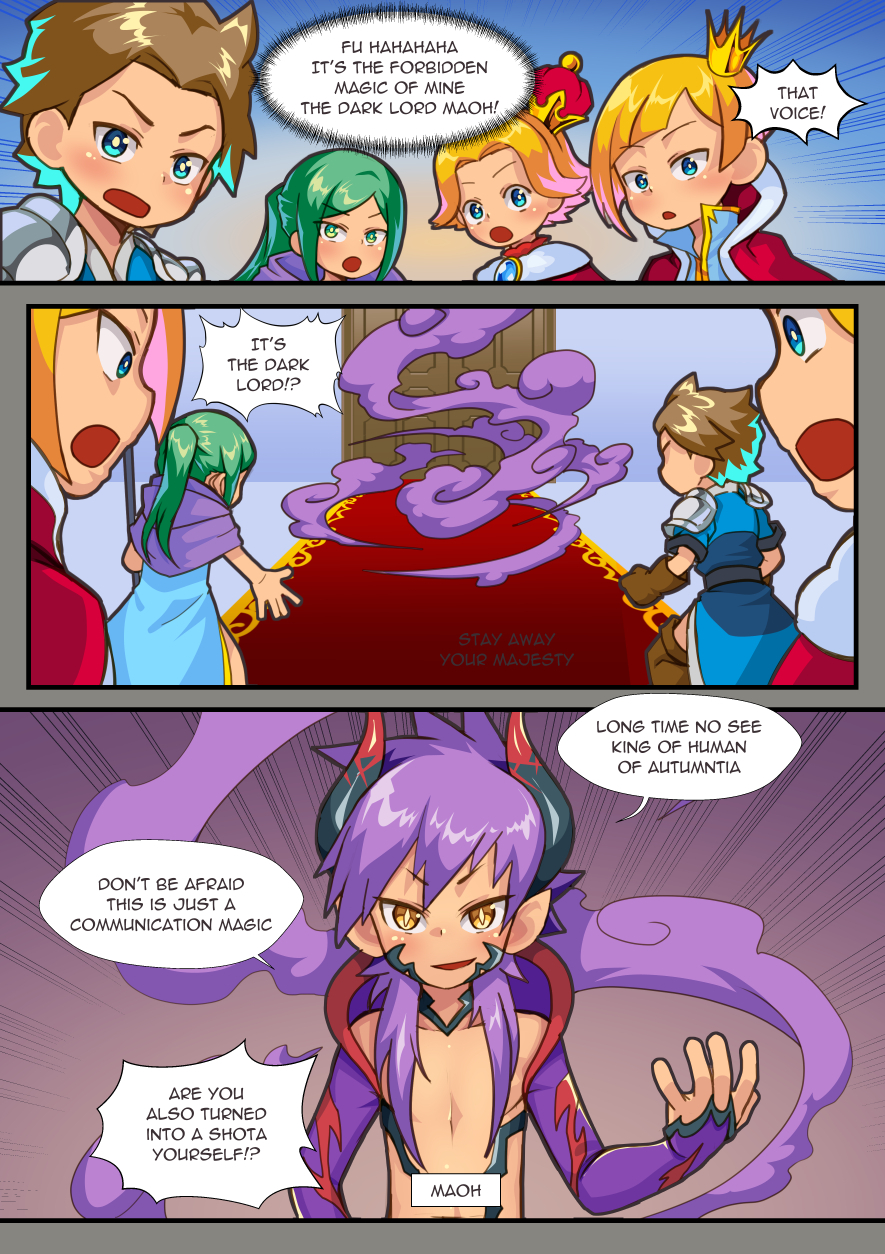 FU HAHAHAHA
IT'S THE FORBIDDEN
MAGIC OF MINE
THE DARK LORD MAOH!
THAT
VOICE!
IT'S
THE DARK
LORD!?
STAY AWAY
YOUR MAJESTY
LONG TIME NO SEE
KING OF HUMAN
OF AUTUMNTIA
DON'T BE AFRAID
THIS IS JUST A
COMMUNICATION MAGIC
ARE YOU
ALSO TURNED
INTO A SHOTA
YOURSELF!?
MAOH